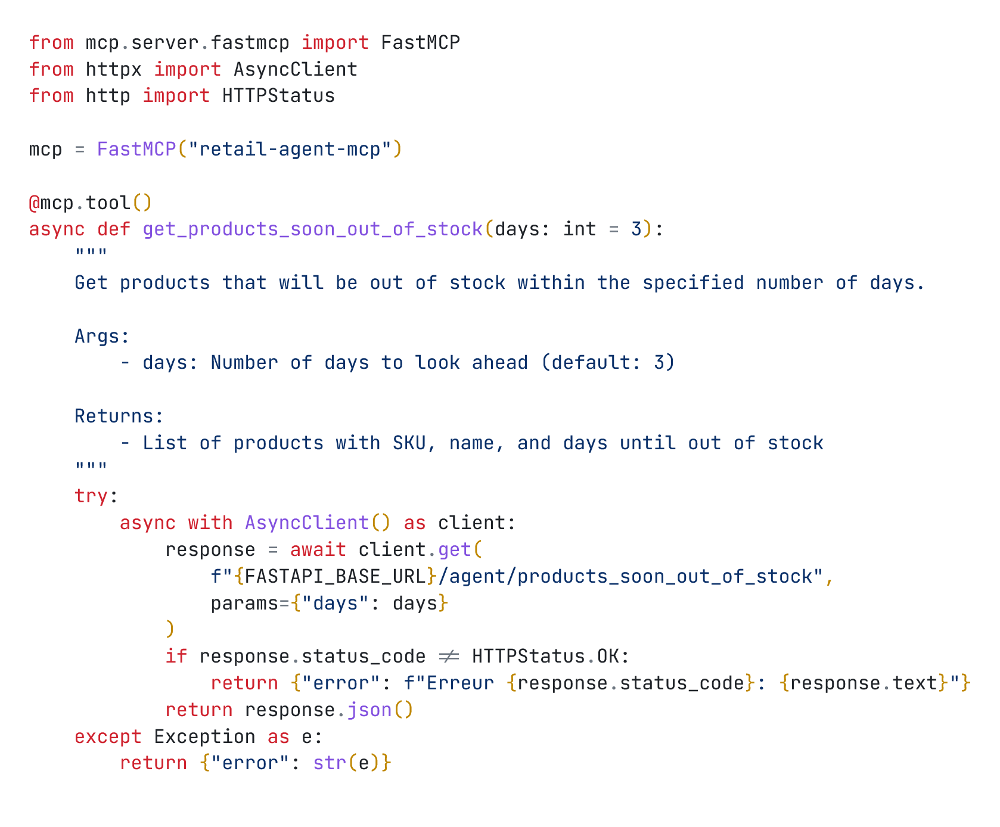 from mcp.server.fastmcp import FastMCP
from httpx import AsyncClient
from http import HTTPStatus

mcp = FastMCP("retail-agent-mcp")

@mcp.tool()
async def get_products_soon_out_of_stock(days: int = 3):
    """
    Get products that will be out of stock within the specified number of days.

    Args:
        - days: Number of days to look ahead (default: 3)

    Returns:
        - List of products with SKU, name, and days until out of stock
    """
    try:
        async with AsyncClient() as client:
            response = await client.get(
                f"{FASTAPI_BASE_URL}/agent/products_soon_out_of_stock",
                params={"days": days}
            )
            if response.status_code != HTTPStatus.OK:
                return {"error": f"Erreur {response.status_code}: {response.text}"}
            return response.json()
    except Exception as e:
        return {"error": str(e)}